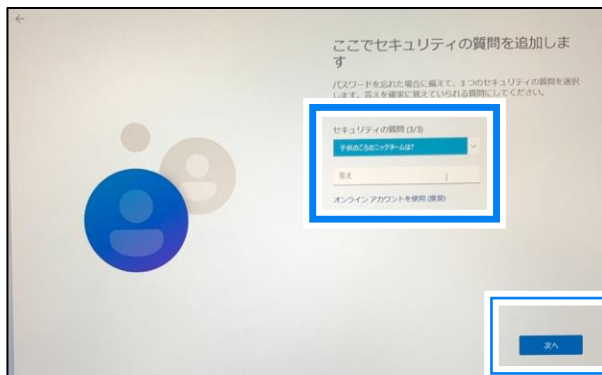 ここでセキュリティの質問を追加しま
す
パスワードを忘れた場合に備えて、3 つのセキュリティの質問を選択
します。答えを確実に覚えていられる質問にしてください。
セキュリティの質問 (3/3)
子供のころのニックネームは?
答え
オンライン アカウントを使用 (推奨)
次へ